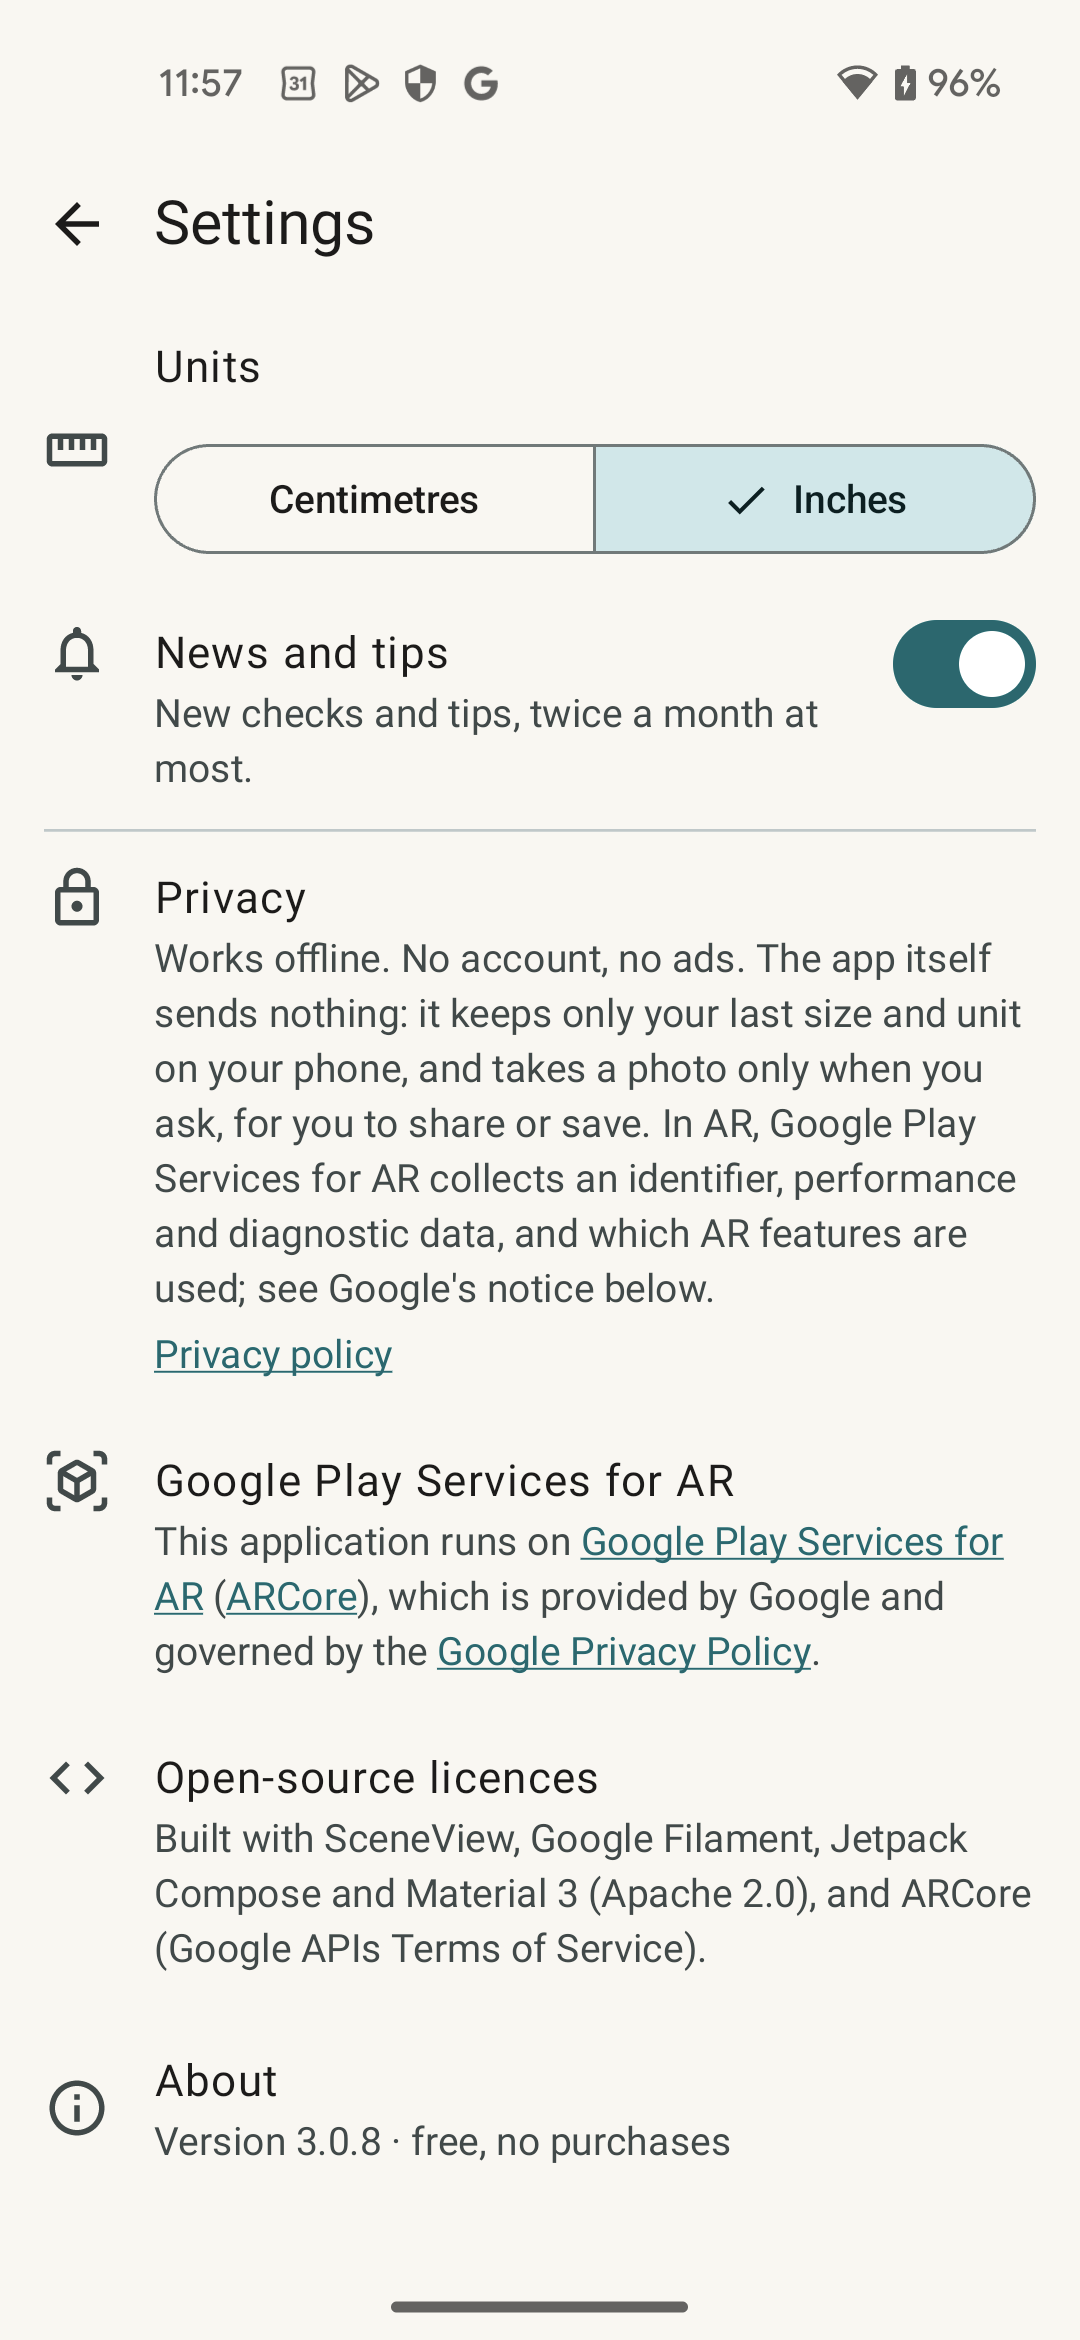 11:57 31 96%
Settings
Units
Centimetres Inches
News and tips
New checks and tips, twice a month at
most.
Privacy
Works offline. No account, no ads. The app itself
sends nothing: it keeps only your last size and unit
on your phone, and takes a photo only when you
ask, for you to share or save. In AR, Google Play
Services for AR collects an identifier, performance
and diagnostic data, and which AR features are
used; see Google's notice below.
Privacy policy
Google Play Services for AR
This application runs on Google Play Services for
AR (ARCore), which is provided by Google and
governed by the Google Privacy Policy.
Open-source licences
Built with SceneView, Google Filament, Jetpack
Compose and Material 3 (Apache 2.0), and ARCore
(Google APIs Terms of Service).
About
Version 3.0.8 · free, no purchases